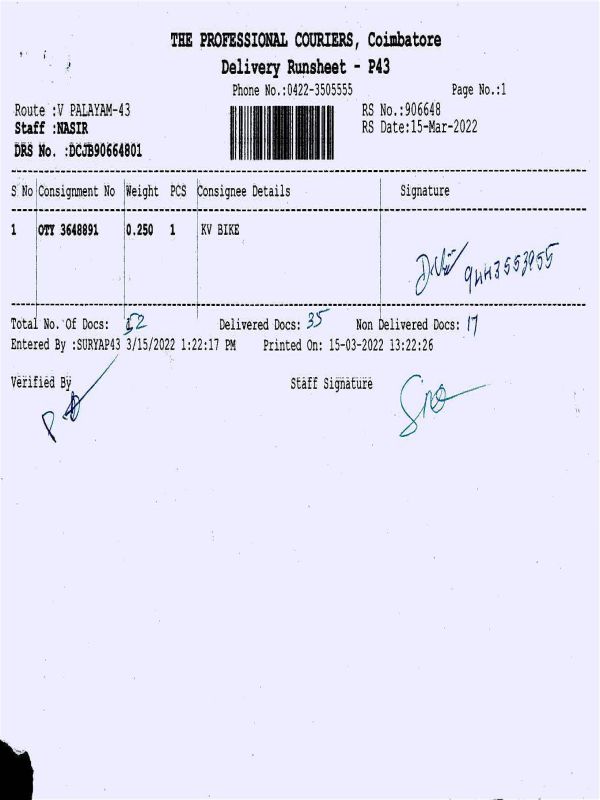 THE PROFESSIONAL COURIERS, Coimbatore
Delivery Runsheet - P43
Phone No.:0422-3505555 Page No.:1
Route :V PALAYAM-43 RS No.:906648
Staff :NASIR RS Date:15-Mar-2022
DRS No. :DCJB90664801
S No Consignment No Weight PCS Consignee Details Signature
1 OTY 3648891 0.250 1 KV BIKE
9443553955
Total No. Of Docs: 52 Delivered Docs: 35 Non Delivered Docs: 17
Entered By :SURYAP43 3/15/2022 1:22:17 PM Printed On: 15-03-2022 13:22:26
Verified By Staff Signature